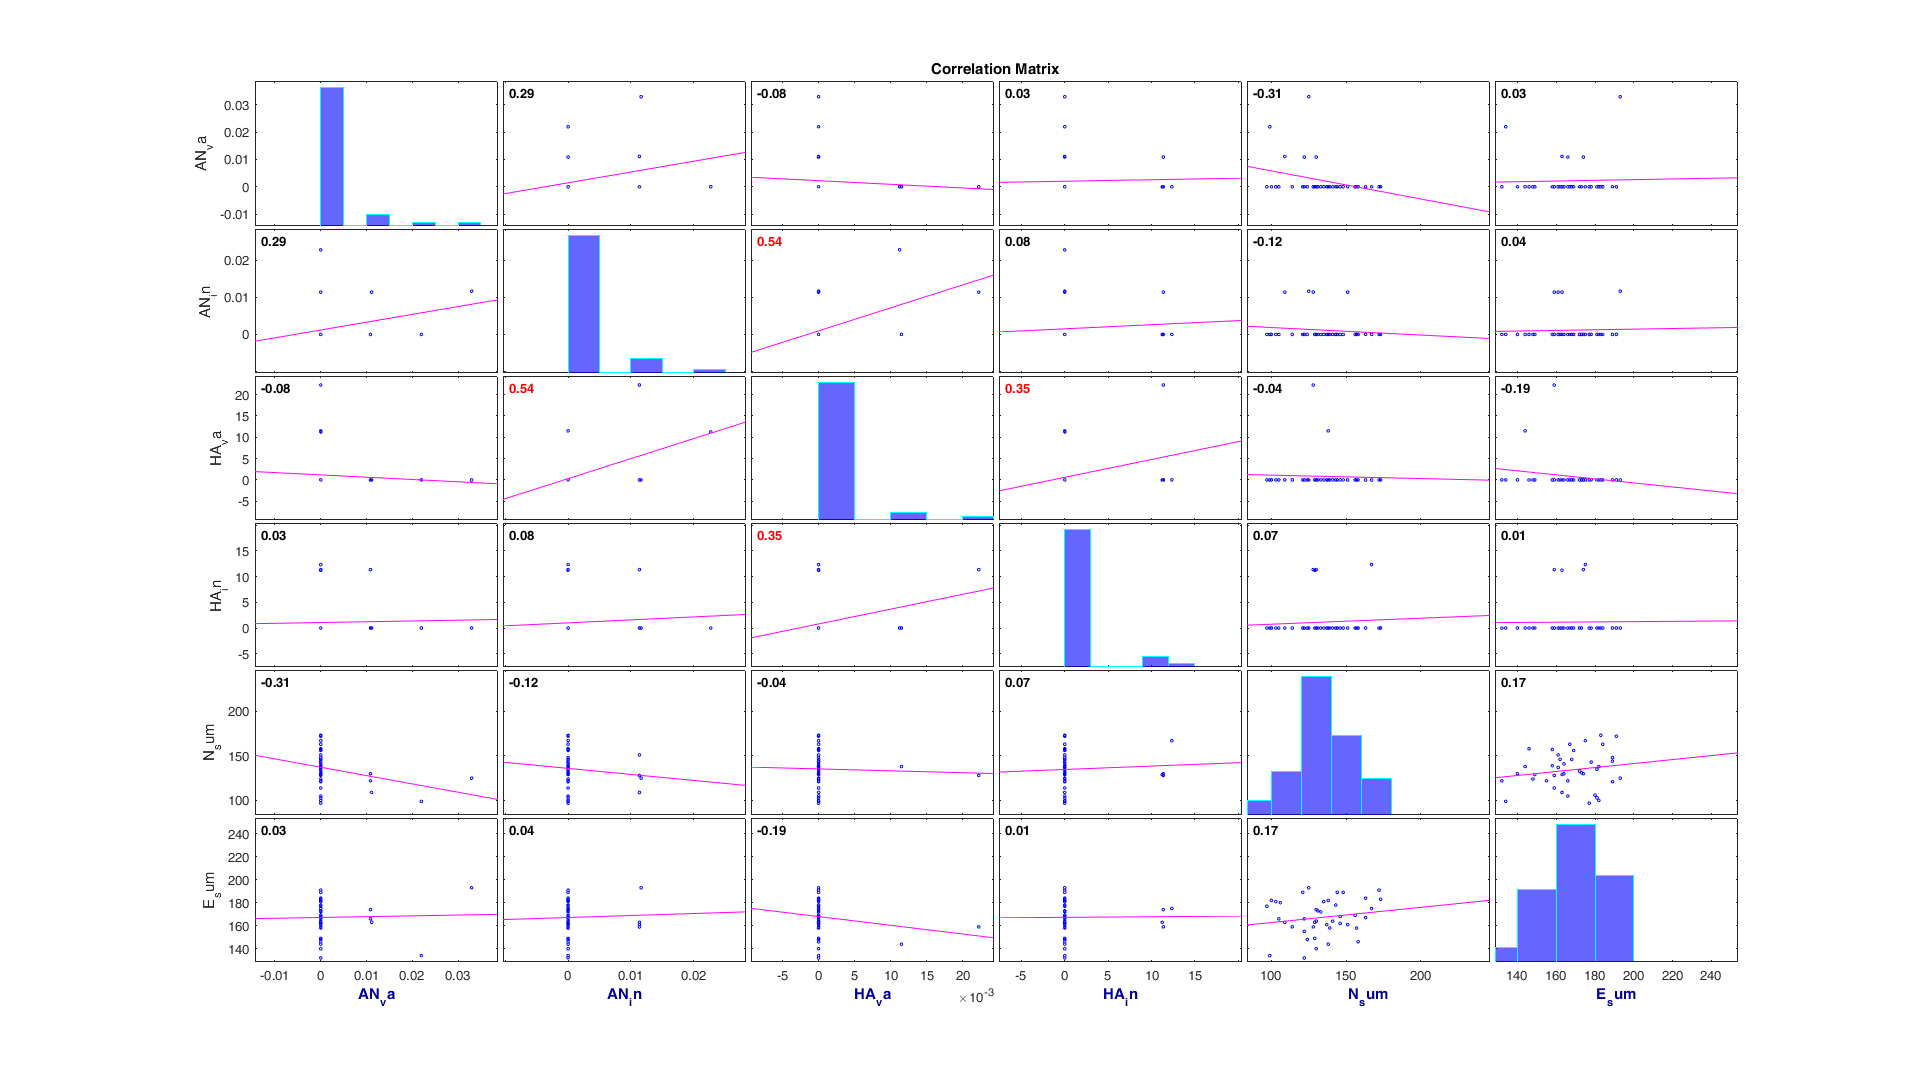 Correlation Matrix
0.29 -0.08 0.03 -0.31 0.03
0.03 0.02 0.01 0 -0.01
AN_va
0.29 0.54 0.08 -0.12 0.04
0.02 0.01 0
AN_in
-0.08 0.54 0.35 -0.04 -0.19
20 15 10 5 0 -5
HA_va
0.03 0.08 0.35 0.07 0.01
15 10 5 0 -5
HA_in
-0.31 -0.12 -0.04 0.07 0.17
200 150 100
N_sum
0.03 0.04 -0.19 0.01 0.17
240 220 200 180 160 140
E_sum
-0.01 0 0.01 0.02 0.03 0 0.01 0.02 -5 0 5 10 15 20 -5 0 5 10 15 100 150 200 140 160 180 200 220 240
AN_va AN_in HA_va ×10^-3 HA_in N_sum E_sum